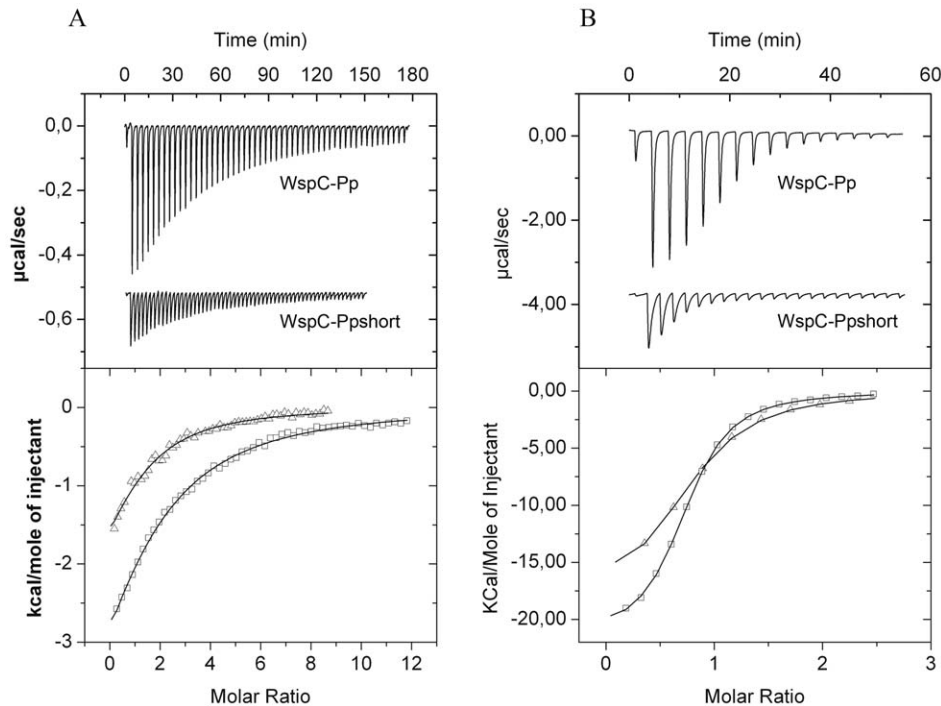 A
Time (min)
0 30 60 90 120 150 180
0,0
-0,2
-0,4
-0,6
µcal/sec
WspC-Pp
WspC-Ppshort
0
-1
-2
-3
kcal/mole of injectant
0 2 4 6 8 10 12
Molar Ratio
B
Time (min)
0 20 40 60
0,00
-2,00
-4,00
µcal/sec
WspC-Pp
WspC-Ppshort
0,00
-5,00
-10,00
-15,00
-20,00
KCal/Mole of Injectant
0 1 2 3
Molar Ratio